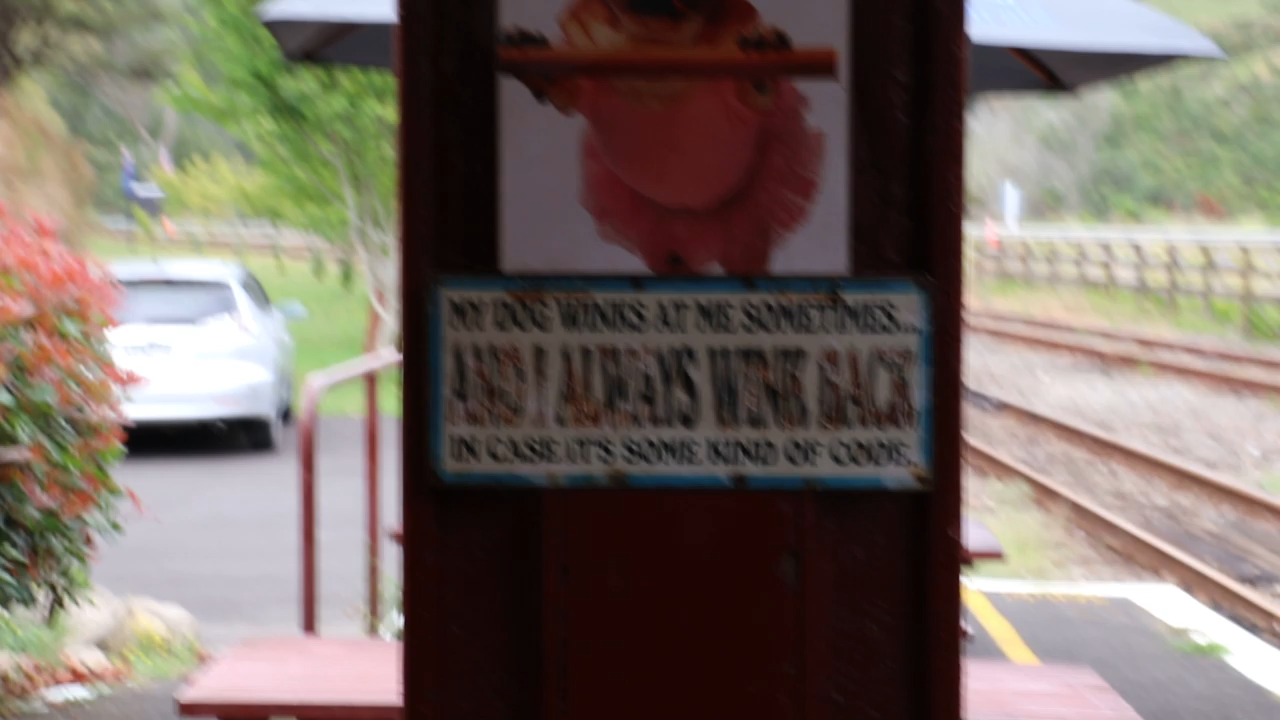 MY DOG WINKS AT ME SOMETIMES...
AND I ALWAYS WINK BACK
IN CASE IT'S SOME KIND OF CODE.